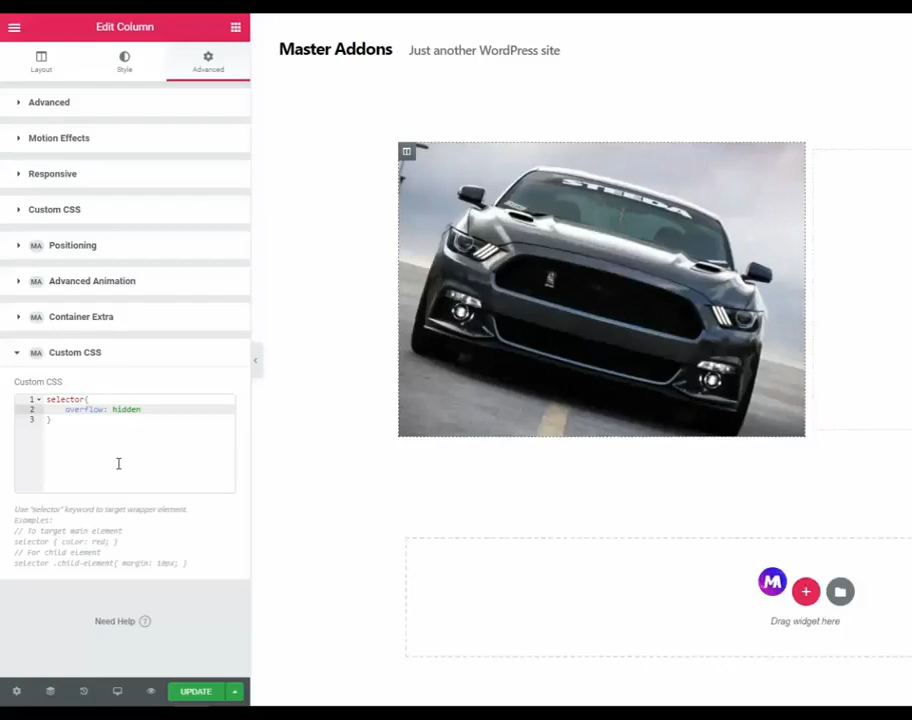 Edit Column
Master Addons
Just another WordPress site
Layout
Style
Advanced
Advanced
Motion Effects
Responsive
Custom CSS
MA Positioning
MA Advanced Animation
MA Container Extra
MA Custom CSS
Custom CSS
1 selector{
2 overflow: hidden
3 }
Use "selector" keyword to target wrapper element.
Examples:
// To target main element
selector { color: red; }
// For child element
selector .child-element{ margin: 10px; }
Need Help ?
UPDATE
STEEDA
M
Drag widget here